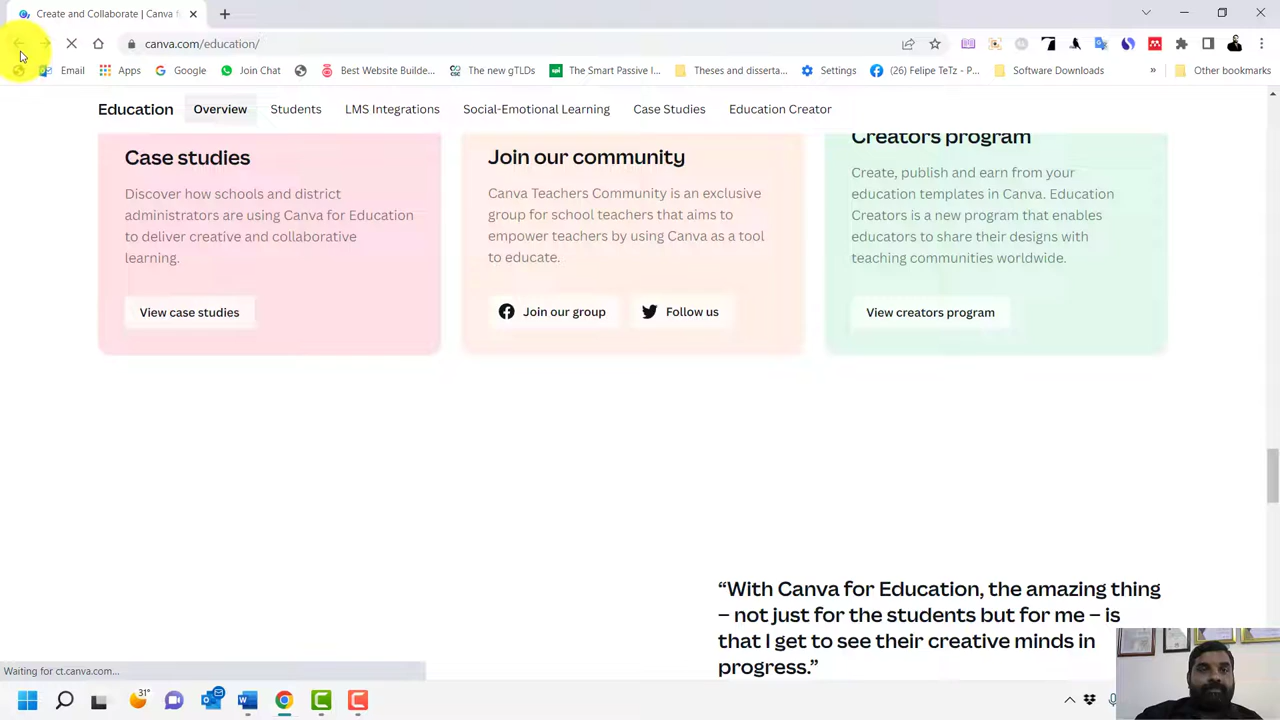 Create and Collaborate | Canva f
canva.com/education/
Email
Apps
Google
Join Chat
Best Website Builde...
The new gTLDs
The Smart Passive I...
Theses and disserta...
Settings
(26) Felipe TeTz - P...
Software Downloads
»
Other bookmarks
Education
Overview
Students
LMS Integrations
Social-Emotional Learning
Case Studies
Education Creator
Case studies
Discover how schools and district
administrators are using Canva for Education
to deliver creative and collaborative
learning.
View case studies
Join our community
Canva Teachers Community is an exclusive
group for school teachers that aims to
empower teachers by using Canva as a tool
to educate.
Join our group
Follow us
Creators program
Create, publish and earn from your
education templates in Canva. Education
Creators is a new program that enables
educators to share their designs with
teaching communities worldwide.
View creators program
“With Canva for Education, the amazing thing
– not just for the students but for me – is
that I get to see their creative minds in
progress.”
Waiting for ct.canva.com...
31°